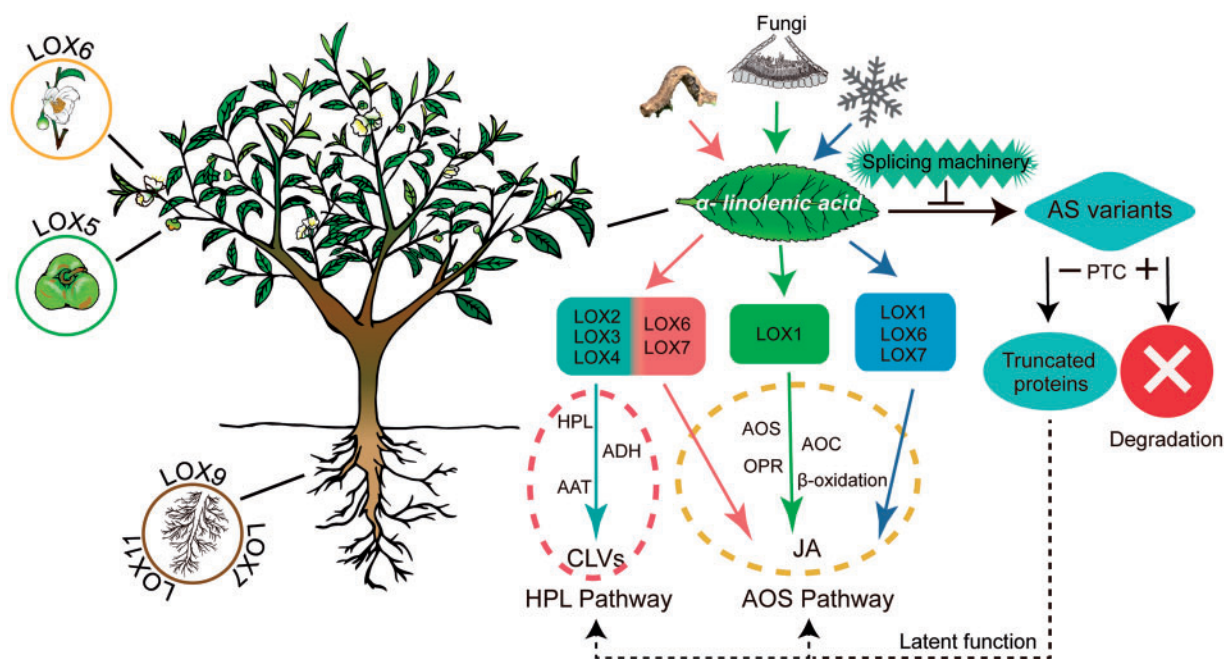 LOX6
LOX5
LOX9
LOX11
LOX7
Fungi
Splicing machinery
α- linolenic acid
AS variants
− PTC +
LOX2
LOX3
LOX4
LOX6
LOX7
LOX1
LOX1
LOX6
LOX7
Truncated
proteins
Degradation
HPL
ADH
AAT
CLVs
HPL Pathway
AOS
AOC
OPR
β-oxidation
JA
AOS Pathway
Latent function